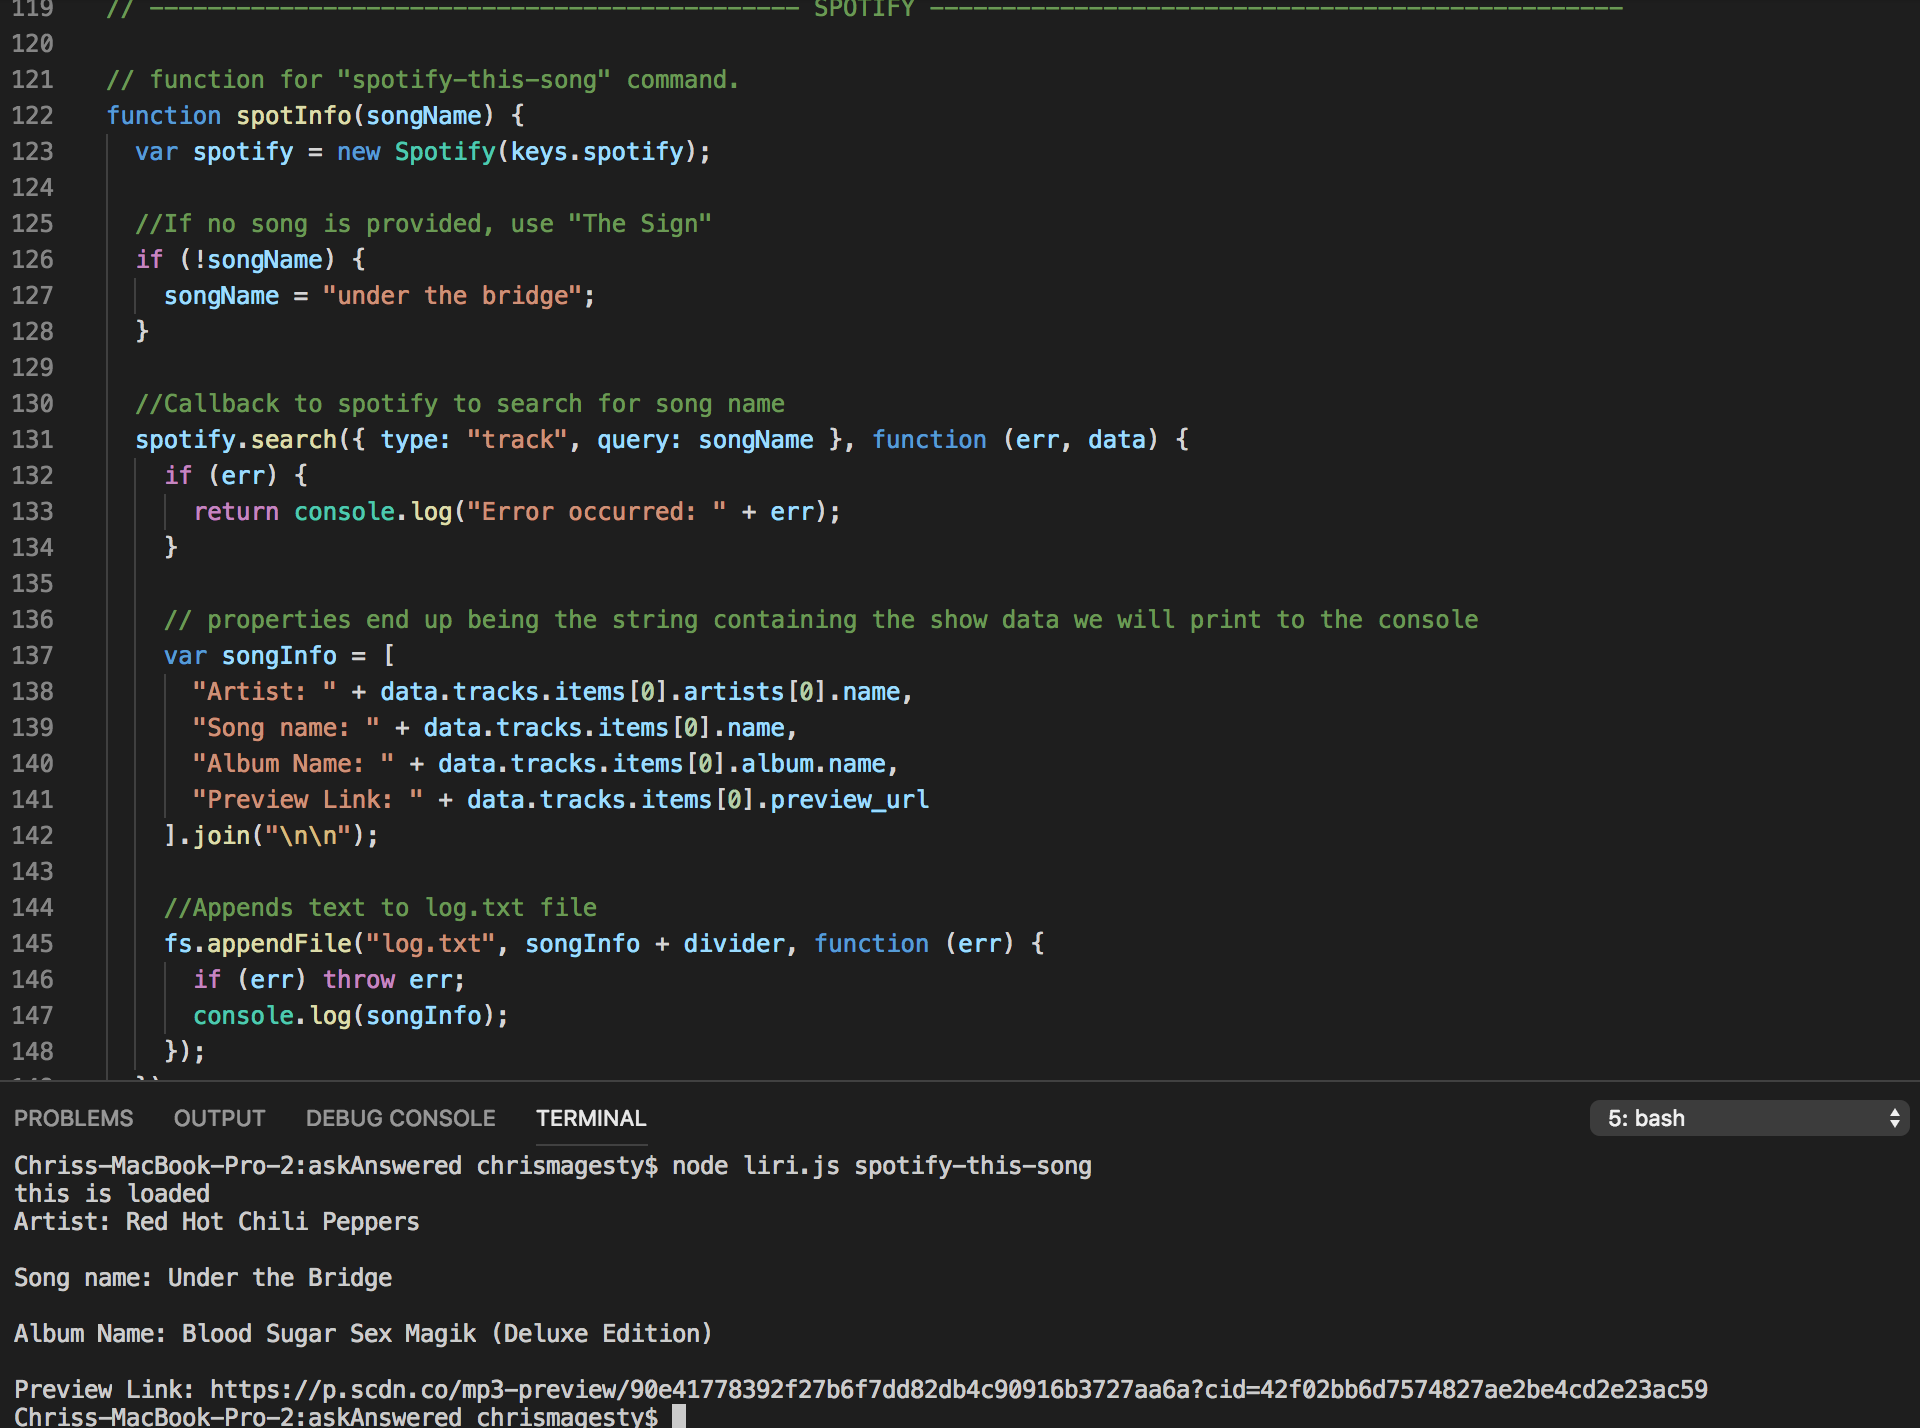 119 // --------------------------------------------- SPOTIFY ------------------------------------------------
120
121 // function for "spotify-this-song" command.
122 function spotInfo(songName) {
123 var spotify = new Spotify(keys.spotify);
124
125 //If no song is provided, use "The Sign"
126 if (!songName) {
127 songName = "under the bridge";
128 }
129
130 //Callback to spotify to search for song name
131 spotify.search({ type: "track", query: songName }, function (err, data) {
132 if (err) {
133 return console.log("Error occurred: " + err);
134 }
135
136 // properties end up being the string containing the show data we will print to the console
137 var songInfo = [
138 "Artist: " + data.tracks.items[0].artists[0].name,
139 "Song name: " + data.tracks.items[0].name,
140 "Album Name: " + data.tracks.items[0].album.name,
141 "Preview Link: " + data.tracks.items[0].preview_url
142 ].join("\n\n");
143
144 //Appends text to log.txt file
145 fs.appendFile("log.txt", songInfo + divider, function (err) {
146 if (err) throw err;
147 console.log(songInfo);
148 });
PROBLEMS OUTPUT DEBUG CONSOLE TERMINAL 5: bash
Chriss-MacBook-Pro-2:askAnswered chrismagesty$ node liri.js spotify-this-song
this is loaded
Artist: Red Hot Chili Peppers
Song name: Under the Bridge
Album Name: Blood Sugar Sex Magik (Deluxe Edition)
Preview Link: https://p.scdn.co/mp3-preview/90e41778392f27b6f7dd82db4c90916b3727aa6a?cid=42f02bb6d7574827ae2be4cd2e23ac59
Chriss-MacBook-Pro-2:askAnswered chrismagesty$